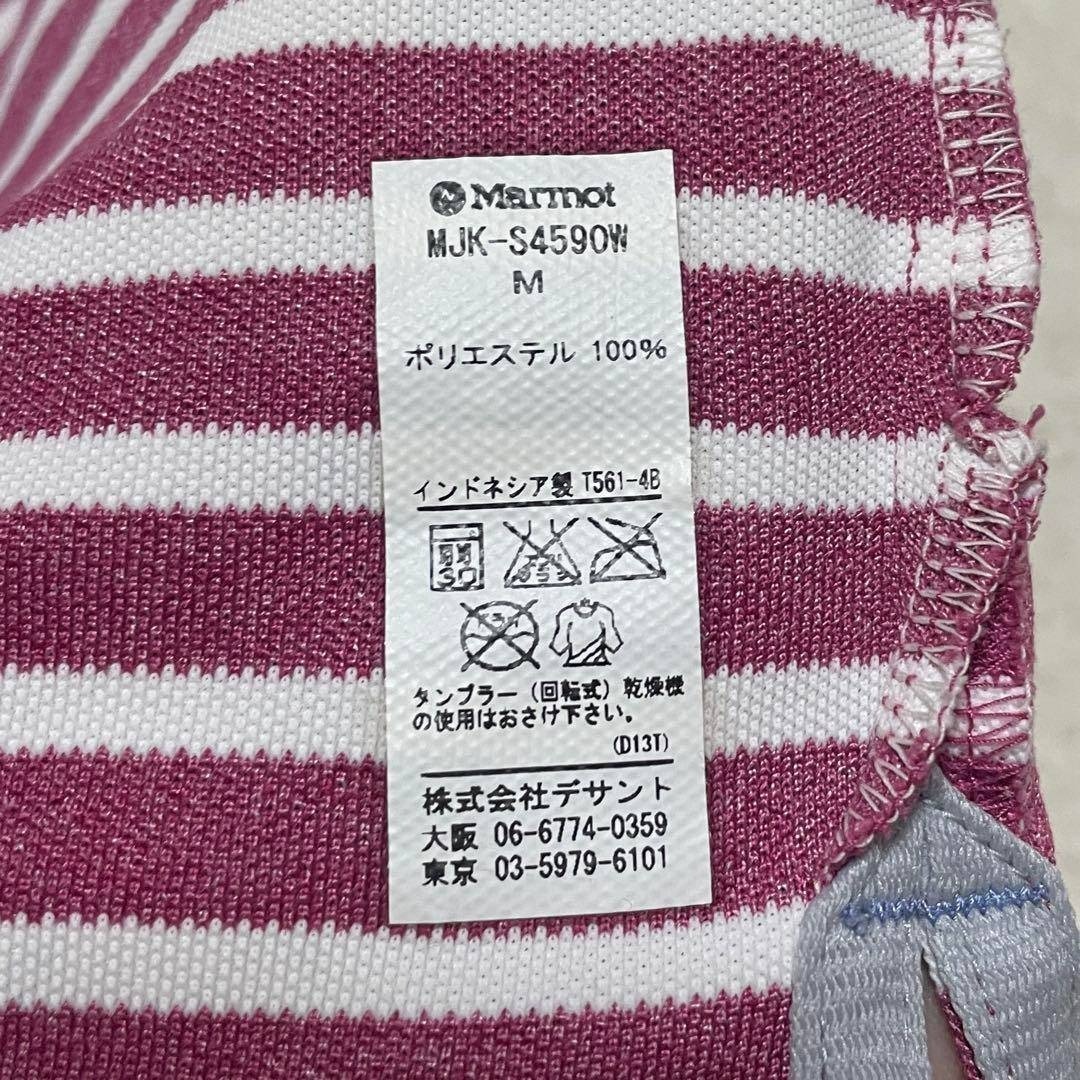 Marmot
MJK-S4590W
M
ポリエステル 100%
インドネシア製 T561-4B
弱
30
タンブラー（回転式）乾燥機
の使用はおさけ下さい。
(D13T)
株式会社デサント
大阪 06-6774-0359
東京 03-5979-6101